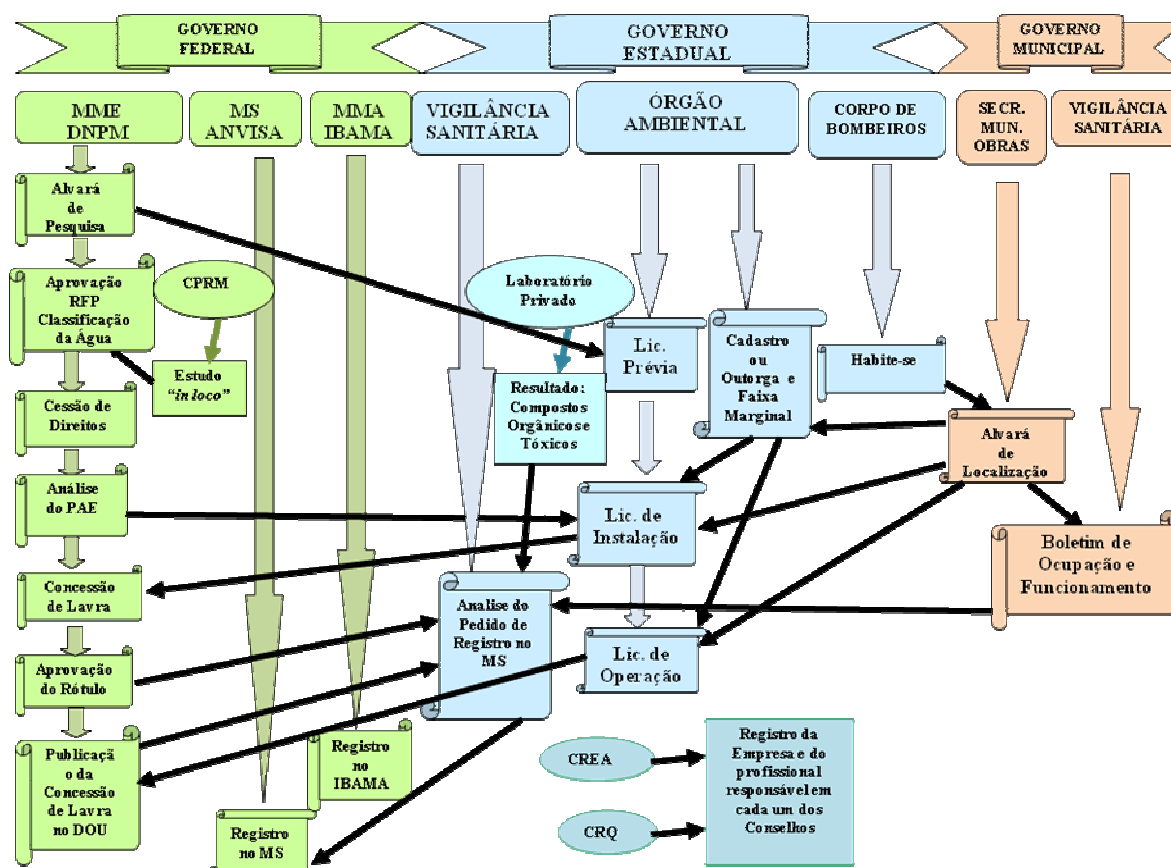 GOVERNO
FEDERAL
GOVERNO
ESTADUAL
GOVERNO
MUNICIPAL
MME
DNPM
MS
ANVISA
MMA
IBAMA
VIGILÂNCIA
SANITÁRIA
ÓRGÃO
AMBIENTAL
CORPO DE
BOMBEIROS
SECR.
MUN.
OBRAS
VIGILÂNCIA
SANITÁRIA
Alvará
de
Pesquisa
Aprovação
RFP
Classificação
da Água
CPRM
Estudo
"in loco"
Cessão de
Direitos
Análise
do PAE
Concessão
de Lavra
Aprovação
do Rótulo
Publicaçã
o da
Concessão
de Lavra
no DOU
Registro
no MS
Registro
no
IBAMA
Laboratório
Privado
Resultado:
Compostos
Orgânicos e
Tóxicos
Analise do
Pedido de
Registro no
MS
Lic.
Prévia
Cadastro
ou
Outorga e
Faixa
Marginal
Lic. de
Instalação
Lic. de
Operação
Habite-se
Alvará
de
Localização
Boletim de
Ocupação e
Funcionamento
CREA
CRQ
Registro da
Empresa e do
profissional
responsável em
cada um dos
Conselhos